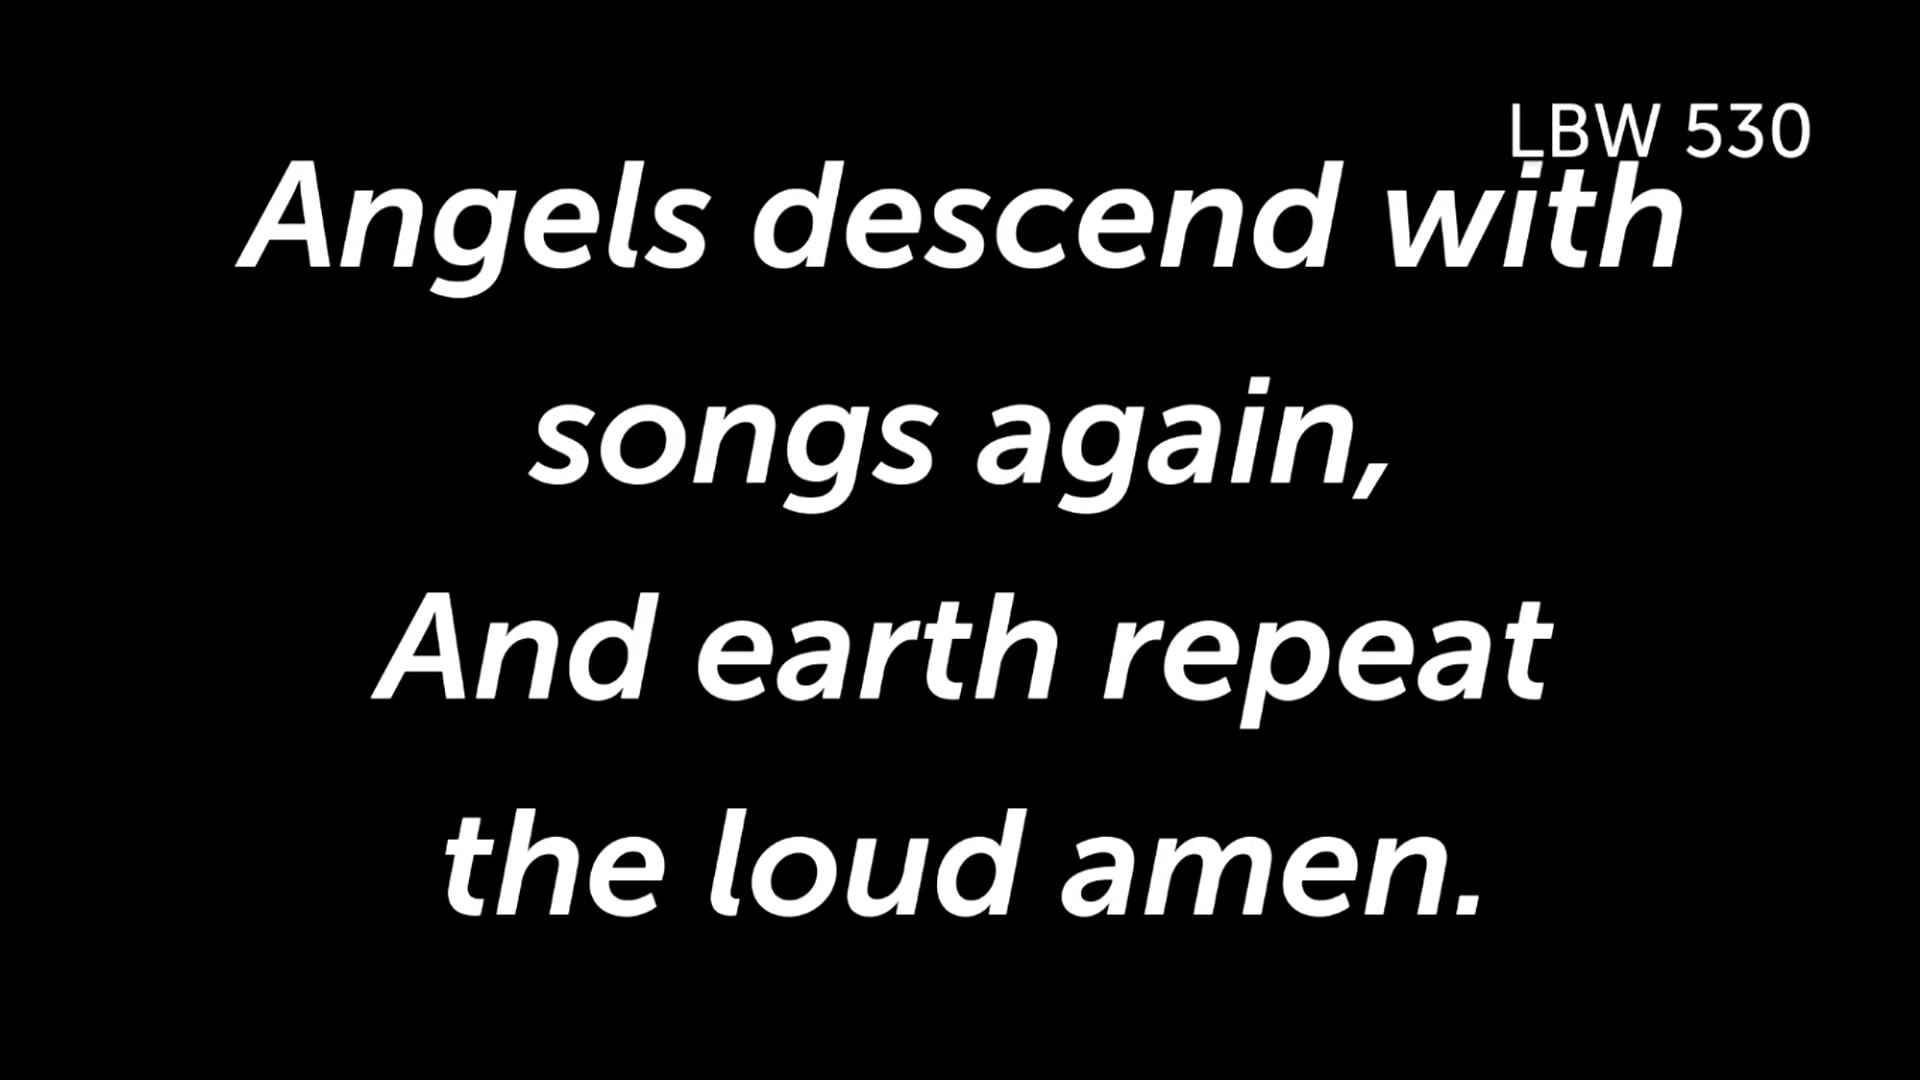 LBW 530
Angels descend with
songs again,
And earth repeat
the loud amen.